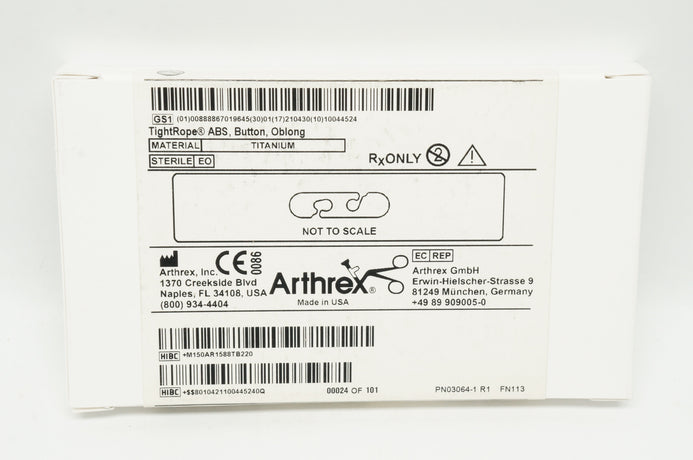 GS1 (01)00888867019645(30)01(17)210430(10)10044524
TightRope® ABS, Button, Oblong
MATERIAL TITANIUM
STERILE EO
RxONLY 2
NOT TO SCALE
Arthrex, Inc.
1370 Creekside Blvd
Naples, FL 34108, USA
(800) 934-4404
CE 0086
Arthrex®
Made in USA
EC REP
Arthrex GmbH
Erwin-Hielscher-Strasse 9
81249 München, Germany
+49 89 909005-0
HIBC +M150AR1588TB220
HIBC +$$8010421100445240Q
00024 OF 101
PN03064-1 R1 FN113